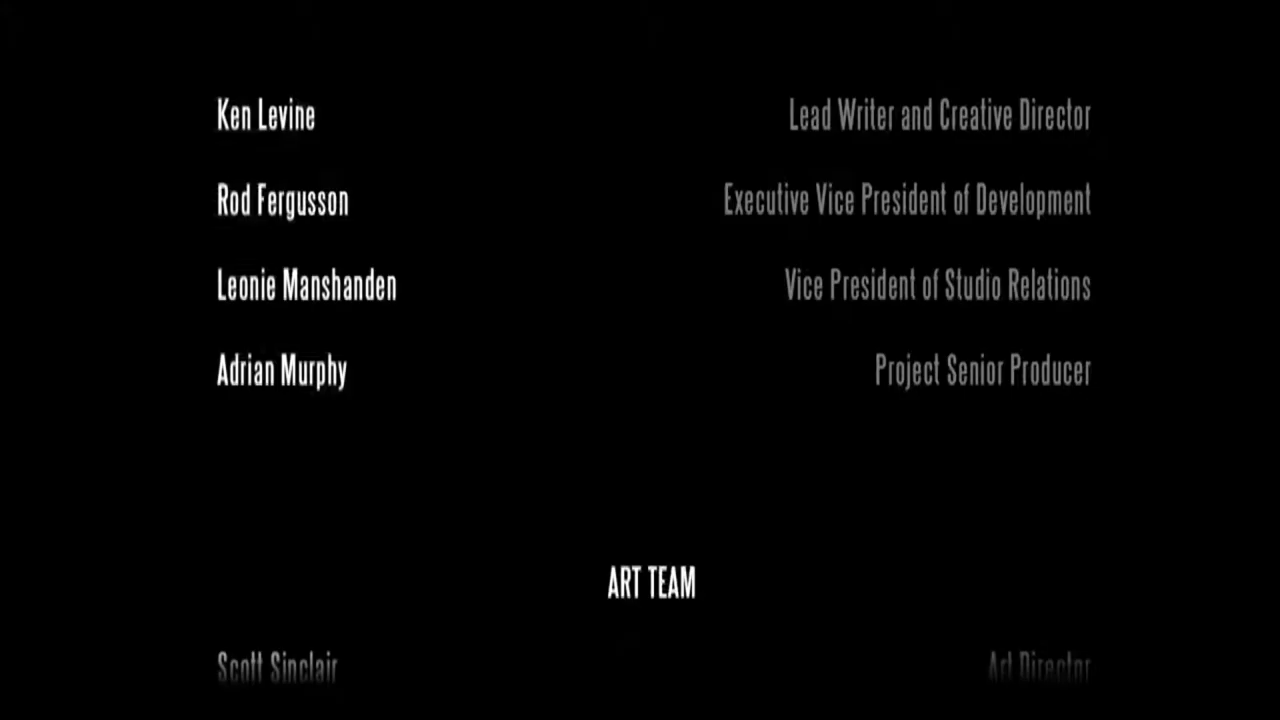 Ken Levine Lead Writer and Creative Director
Rod Fergusson Executive Vice President of Development
Leonie Manshanden Vice President of Studio Relations
Adrian Murphy Project Senior Producer
ART TEAM
Scott Sinclair Art Director